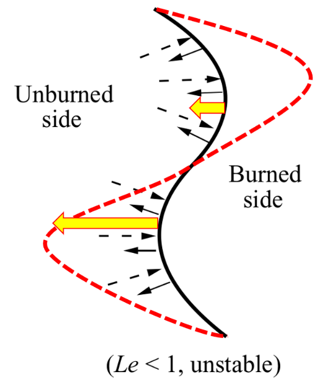 Unburned
side
Burned
side
(Le < 1, unstable)